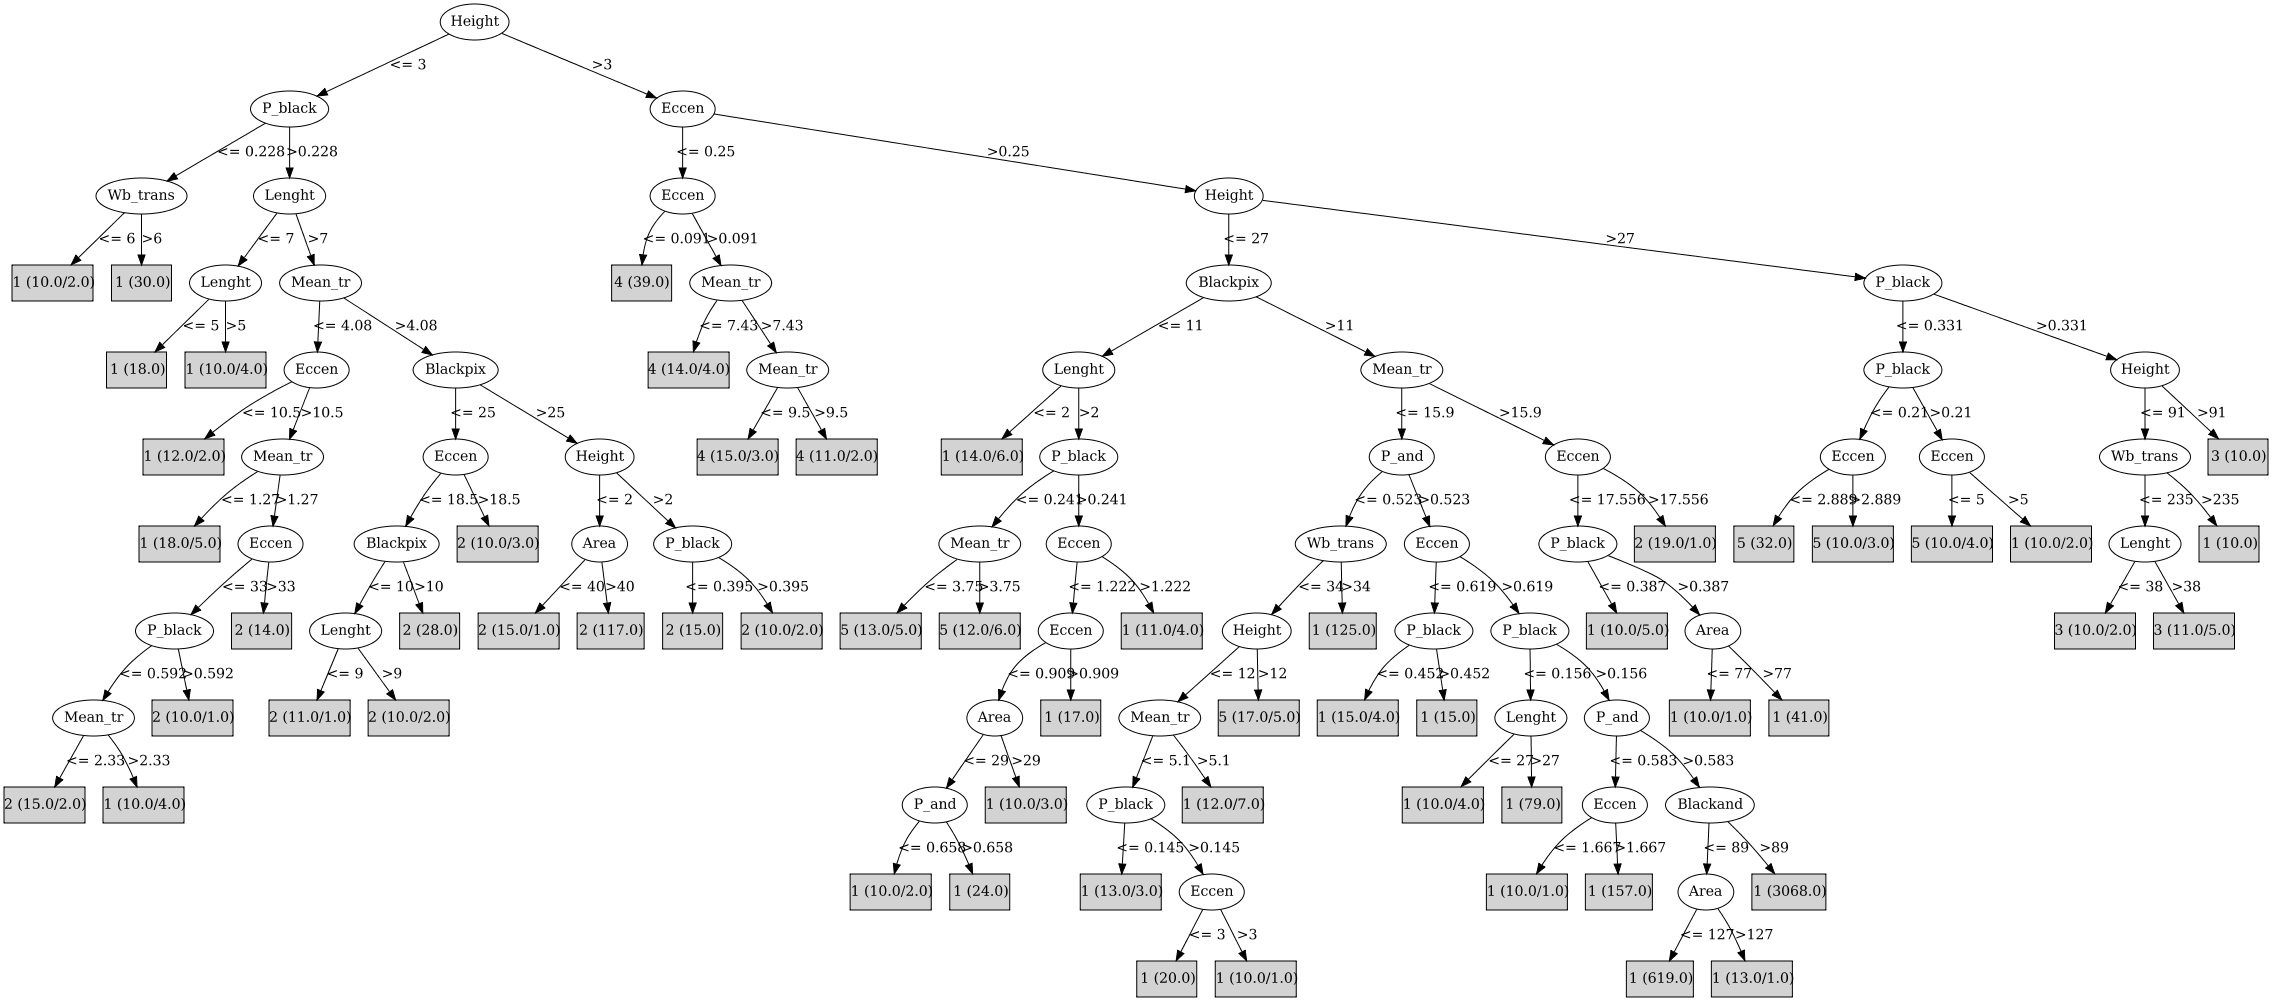 Height
<= 3 >3
P_black Eccen
<= 0.228 >0.228 <= 0.25 >0.25
Wb_trans Lenght Eccen Height
<= 6 >6 <= 7 >7 <= 0.091 >0.091 <= 27 >27
1 (10.0/2.0) 1 (30.0) Lenght Mean_tr 4 (39.0) Mean_tr Blackpix P_black
<= 5 >5 <= 4.08 >4.08 <= 7.43 >7.43 <= 11 >11 <= 0.331 >0.331
1 (18.0) 1 (10.0/4.0) Eccen Blackpix 4 (14.0/4.0) Mean_tr Lenght Mean_tr P_black Height
<= 10.5 >10.5 <= 25 >25 <= 9.5 >9.5 <= 2 >2 <= 15.9 >15.9 <= 0.21 >0.21 <= 91 >91
1 (12.0/2.0) Mean_tr Eccen Height 4 (15.0/3.0) 4 (11.0/2.0) 1 (14.0/6.0) P_black P_and Eccen Eccen Eccen Wb_trans 3 (10.0)
<= 1.27 >1.27 <= 18.5 >18.5 <= 2 >2 <= 0.241 >0.241 <= 0.523 >0.523 <= 17.556 >17.556 <= 2.889 >2.889 <= 5 >5 <= 235 >235
1 (18.0/5.0) Eccen Blackpix 2 (10.0/3.0) Area P_black Mean_tr Eccen Wb_trans Eccen P_black 2 (19.0/1.0) 5 (32.0) 5 (10.0/3.0) 5 (10.0/4.0) 1 (10.0/2.0) Lenght 1 (10.0)
<= 33 >33 <= 10 >10 <= 40 >40 <= 0.395 >0.395 <= 3.75 >3.75 <= 1.222 >1.222 <= 34 >34 <= 0.619 >0.619 <= 0.387 >0.387 <= 38 >38
P_black 2 (14.0) Lenght 2 (28.0) 2 (15.0/1.0) 2 (117.0) 2 (15.0) 2 (10.0/2.0) 5 (13.0/5.0) 5 (12.0/6.0) Eccen 1 (11.0/4.0) Height 1 (125.0) P_black P_black 1 (10.0/5.0) Area 3 (10.0/2.0) 3 (11.0/5.0)
<= 0.592 >0.592 <= 9 >9 <= 0.909 >0.909 <= 12 >12 <= 0.452 >0.452 <= 0.156 >0.156 <= 77 >77
Mean_tr 2 (10.0/1.0) 2 (11.0/1.0) 2 (10.0/2.0) Area 1 (17.0) Mean_tr 5 (17.0/5.0) 1 (15.0/4.0) 1 (15.0) Lenght P_and 1 (10.0/1.0) 1 (41.0)
<= 2.33 >2.33 <= 29 >29 <= 5.1 >5.1 <= 27 >27 <= 0.583 >0.583
2 (15.0/2.0) 1 (10.0/4.0) P_and 1 (10.0/3.0) P_black 1 (12.0/7.0) 1 (10.0/4.0) 1 (79.0) Eccen Blackand
<= 0.658 >0.658 <= 0.145 >0.145 <= 1.667 >1.667 <= 89 >89
1 (10.0/2.0) 1 (24.0) 1 (13.0/3.0) Eccen 1 (10.0/1.0) 1 (157.0) Area 1 (3068.0)
<= 3 >3 <= 127 >127
1 (20.0) 1 (10.0/1.0) 1 (619.0) 1 (13.0/1.0)